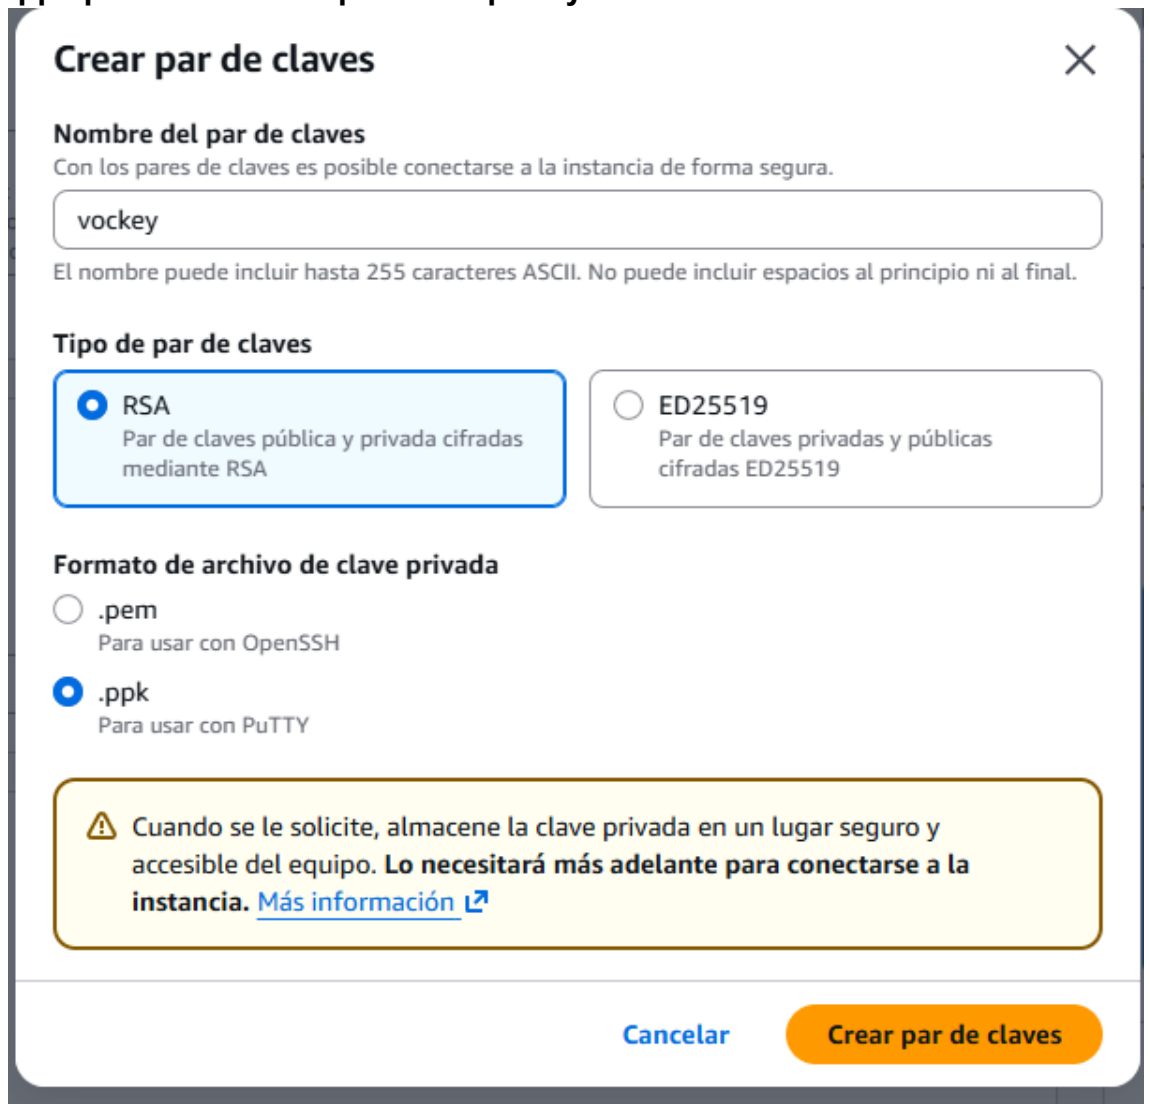 Crear par de claves
Nombre del par de claves
Con los pares de claves es posible conectarse a la instancia de forma segura.
vockey
El nombre puede incluir hasta 255 caracteres ASCII. No puede incluir espacios al principio ni al final.
Tipo de par de claves
RSA
Par de claves pública y privada cifradas
mediante RSA
ED25519
Par de claves privadas y públicas
cifradas ED25519
Formato de archivo de clave privada
.pem
Para usar con OpenSSH
.ppk
Para usar con PuTTY
Cuando se le solicite, almacene la clave privada en un lugar seguro y
accesible del equipo. Lo necesitará más adelante para conectarse a la
instancia. Más información
Cancelar
Crear par de claves